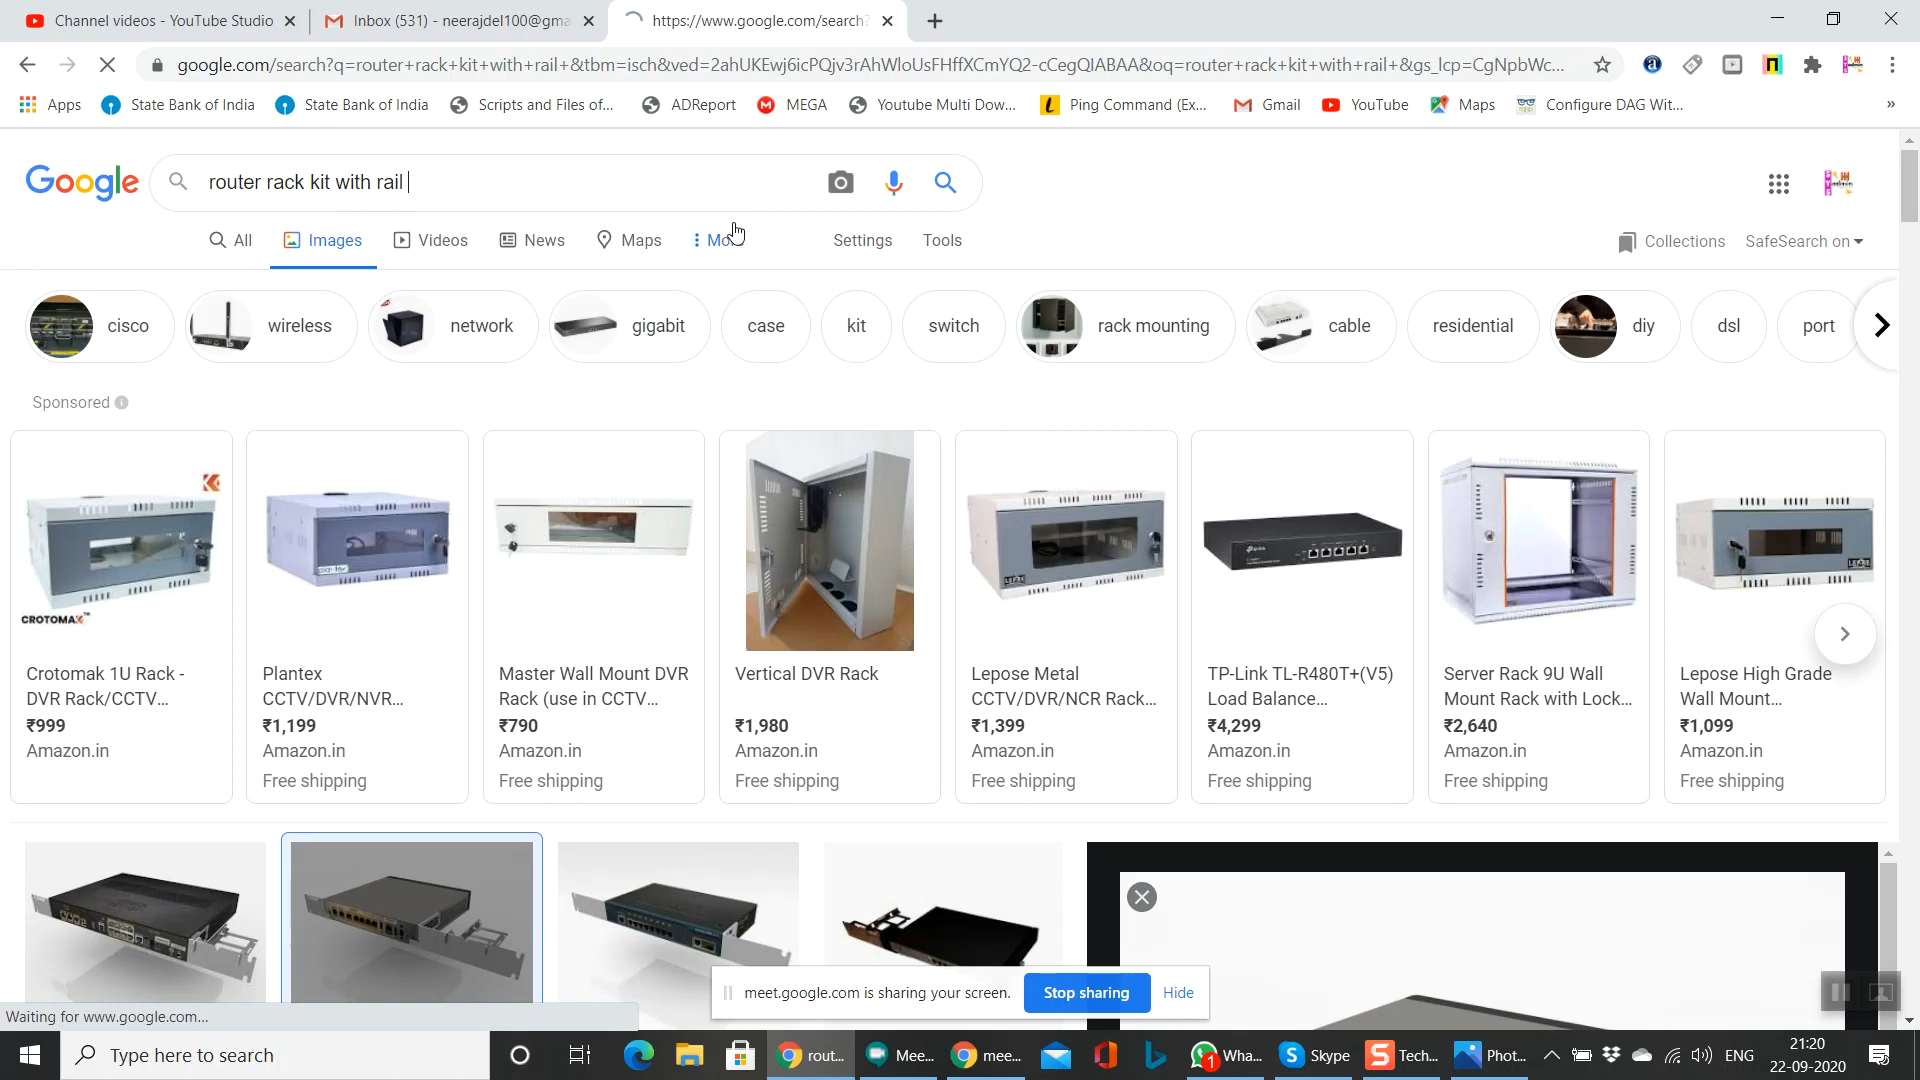 Channel videos - YouTube Studio
Inbox (531) - neerajdel100@gma
https://www.google.com/search?
google.com/search?q=router+rack+kit+with+rail+&tbm=isch&ved=2ahUKEwj6icPQjv3rAhWloUsFHffXCmYQ2-cCegQIABAA&oq=router+rack+kit+with+rail+&gs_lcp=CgNpbWc...
Apps
State Bank of India
State Bank of India
Scripts and Files of...
ADReport
MEGA
Youtube Multi Dow...
Ping Command (Ex...
Gmail
YouTube
Maps
Configure DAG Wit...
Google
router rack kit with rail
All
Images
Videos
News
Maps
Settings
Tools
Collections
SafeSearch on
cisco
wireless
network
gigabit
case
kit
switch
rack mounting
cable
residential
diy
dsl
port
Sponsored
CROTOMAK
Crotomak 1U Rack -
DVR Rack/CCTV...
₹999
Amazon.in
Plantex
CCTV/DVR/NVR...
₹1,199
Amazon.in
Free shipping
Master Wall Mount DVR
Rack (use in CCTV...
₹790
Amazon.in
Free shipping
Vertical DVR Rack
₹1,980
Amazon.in
Free shipping
Lepose Metal
CCTV/DVR/NCR Rack...
₹1,399
Amazon.in
Free shipping
TP-Link TL-R480T+(V5)
Load Balance...
₹4,299
Amazon.in
Free shipping
Server Rack 9U Wall
Mount Rack with Lock...
₹2,640
Amazon.in
Free shipping
Lepose High Grade
Wall Mount...
₹1,099
Amazon.in
Free shipping
meet.google.com is sharing your screen.
Stop sharing
Hide
Waiting for www.google.com...
Type here to search
rout...
Mee...
mee...
1
Wha...
Skype
Tech...
Phot...
ENG
21:20
22-09-2020